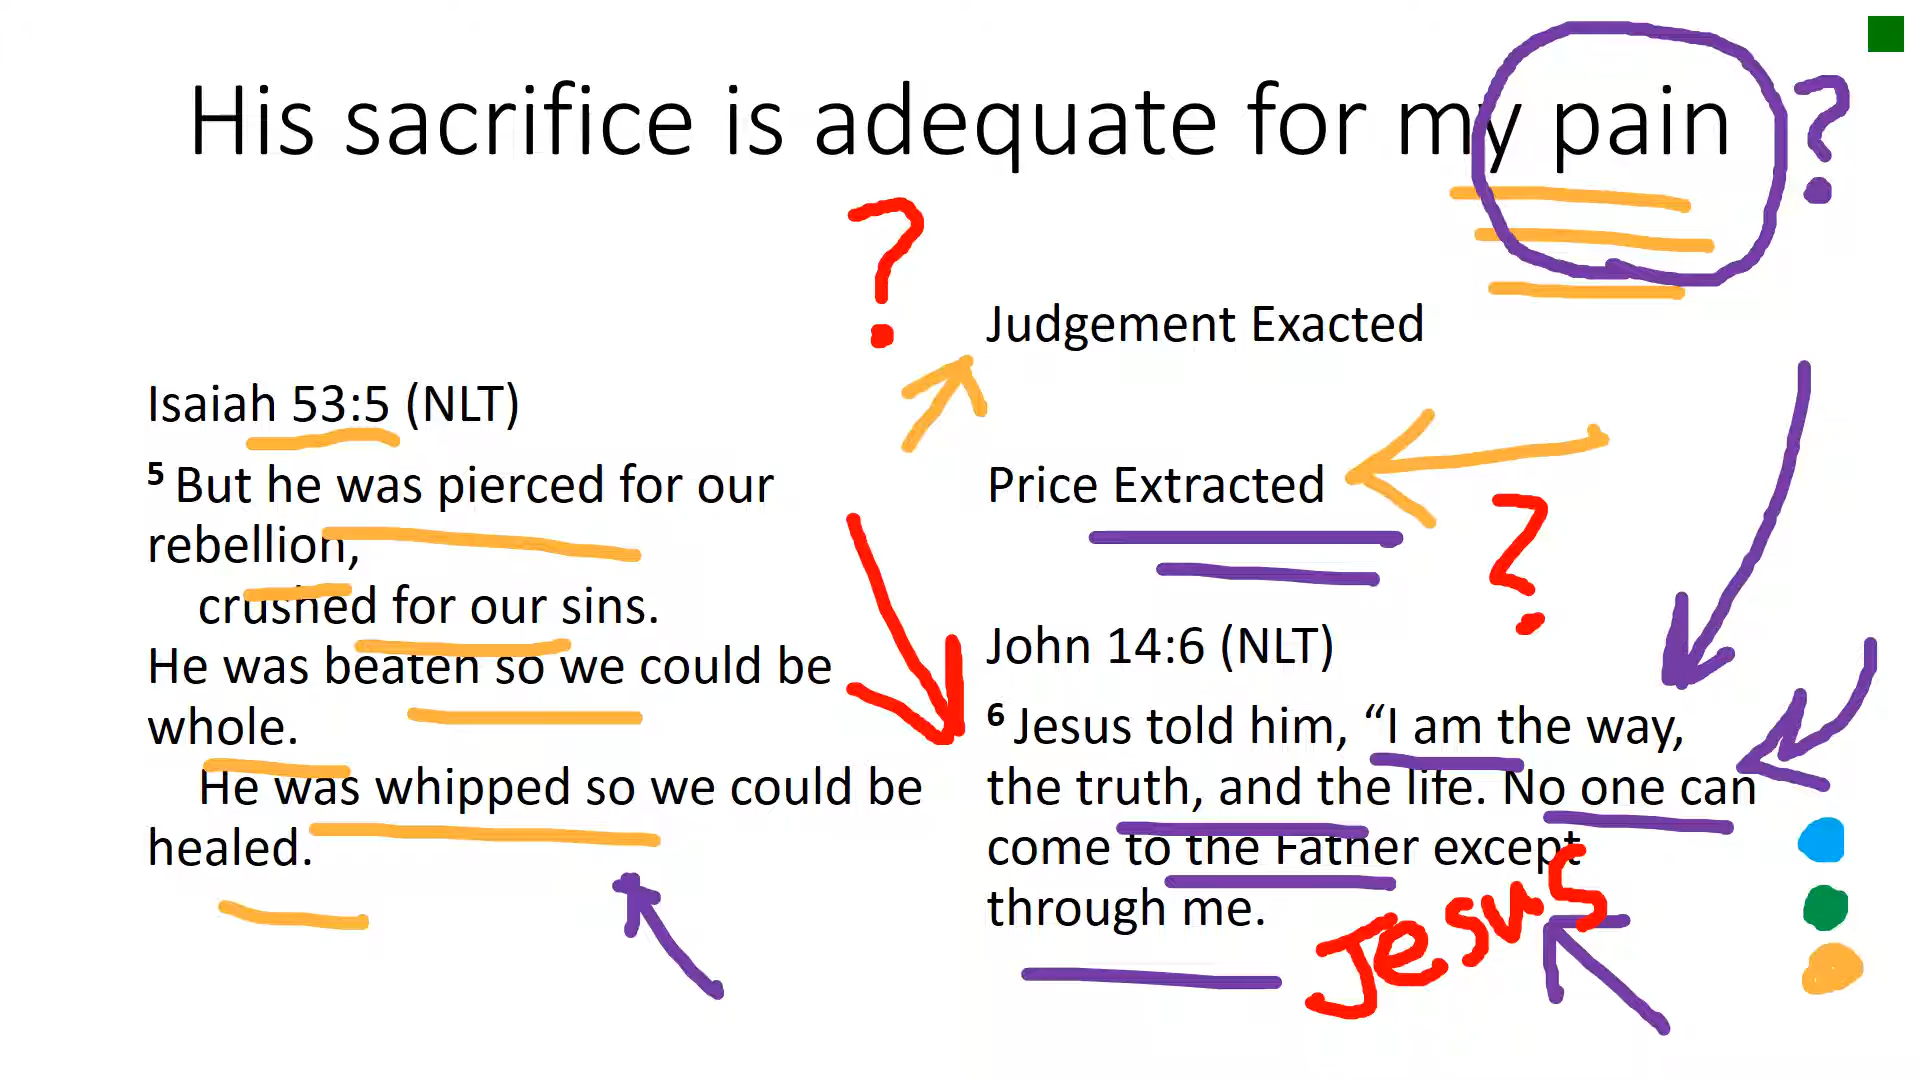 His sacrifice is adequate for my pain
?
?
Isaiah 53:5 (NLT)
5 But he was pierced for our
rebellion,
crushed for our sins.
He was beaten so we could be
whole.
He was whipped so we could be
healed.
Judgement Exacted
Price Extracted
?
John 14:6 (NLT)
6 Jesus told him, “I am the way,
the truth, and the life. No one can
come to the Father except
through me.
Jesus